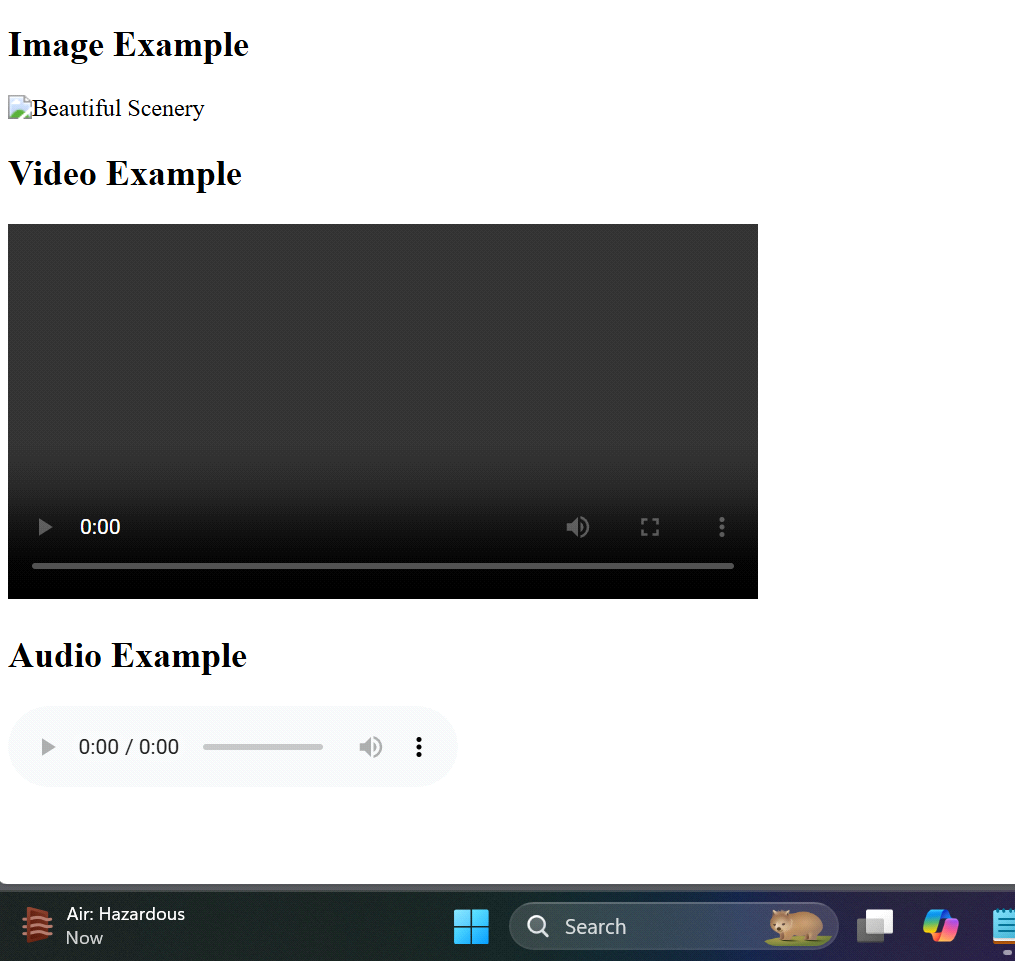 Image Example
Beautiful Scenery
Video Example
0:00
Audio Example
0:00 / 0:00
Air: Hazardous
Now
Search